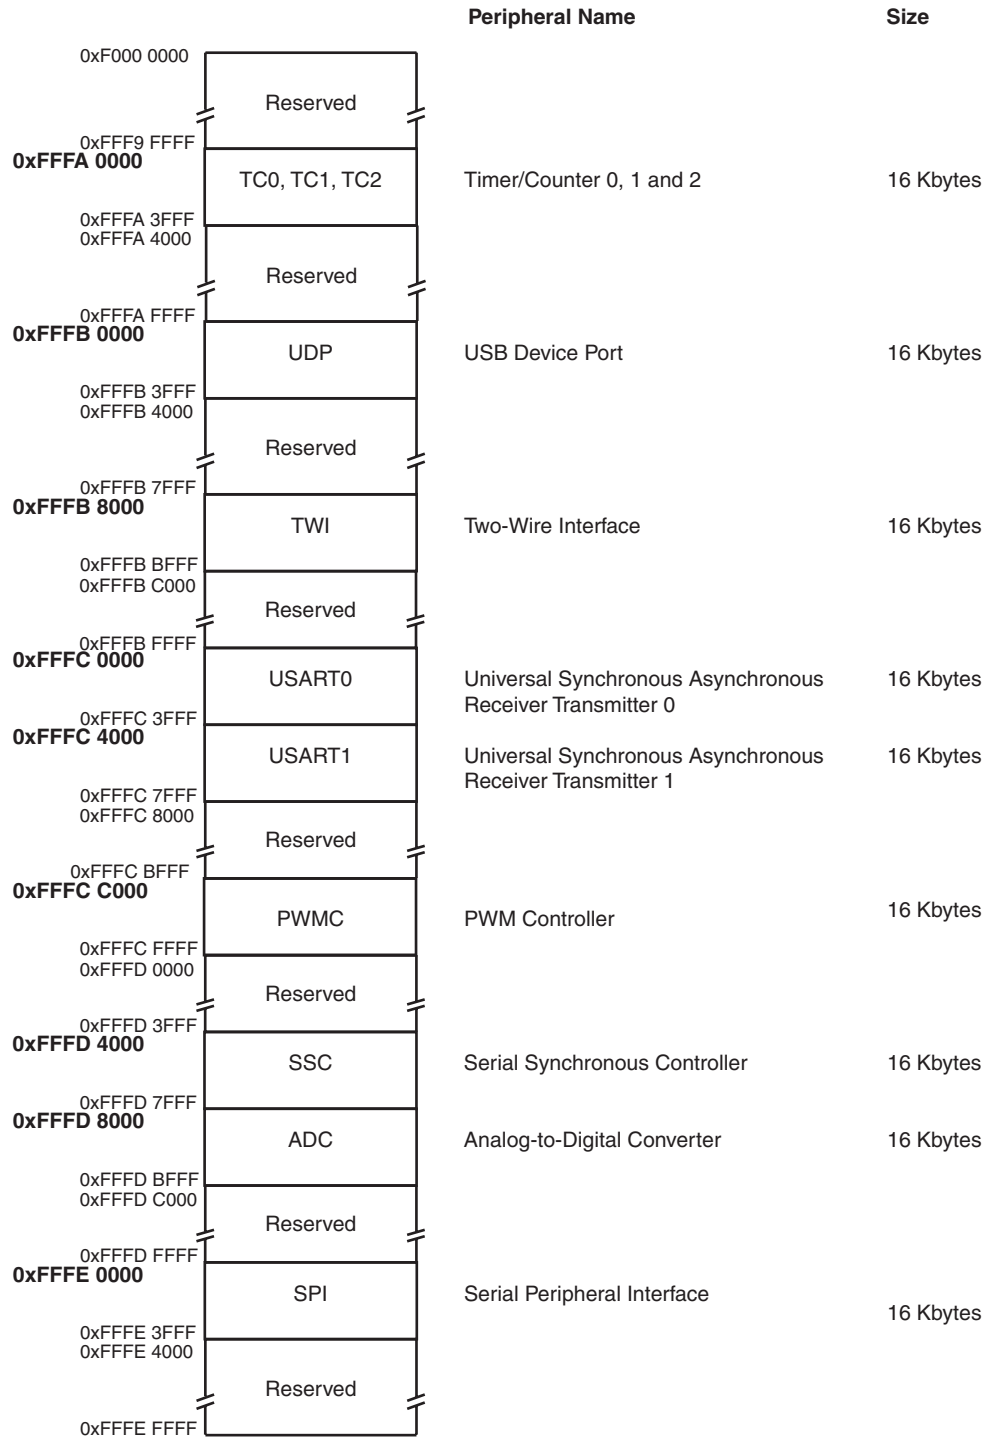 Peripheral Name Size
0xF000 0000
Reserved
0xFFF9 FFFF
0xFFFA 0000
TC0, TC1, TC2 Timer/Counter 0, 1 and 2 16 Kbytes
0xFFFA 3FFF
0xFFFA 4000
Reserved
0xFFFA FFFF
0xFFFB 0000
UDP USB Device Port 16 Kbytes
0xFFFB 3FFF
0xFFFB 4000
Reserved
0xFFFB 7FFF
0xFFFB 8000
TWI Two-Wire Interface 16 Kbytes
0xFFFB BFFF
0xFFFB C000
Reserved
0xFFFB FFFF
0xFFFC 0000
USART0 Universal Synchronous Asynchronous 16 Kbytes
Receiver Transmitter 0
0xFFFC 3FFF
0xFFFC 4000
USART1 Universal Synchronous Asynchronous 16 Kbytes
Receiver Transmitter 1
0xFFFC 7FFF
0xFFFC 8000
Reserved
0xFFFC BFFF
0xFFFC C000
PWMC PWM Controller 16 Kbytes
0xFFFC FFFF
0xFFFD 0000
Reserved
0xFFFD 3FFF
0xFFFD 4000
SSC Serial Synchronous Controller 16 Kbytes
0xFFFD 7FFF
0xFFFD 8000
ADC Analog-to-Digital Converter 16 Kbytes
0xFFFD BFFF
0xFFFD C000
Reserved
0xFFFD FFFF
0xFFFE 0000
SPI Serial Peripheral Interface
16 Kbytes
0xFFFE 3FFF
0xFFFE 4000
Reserved
0xFFFE FFFF